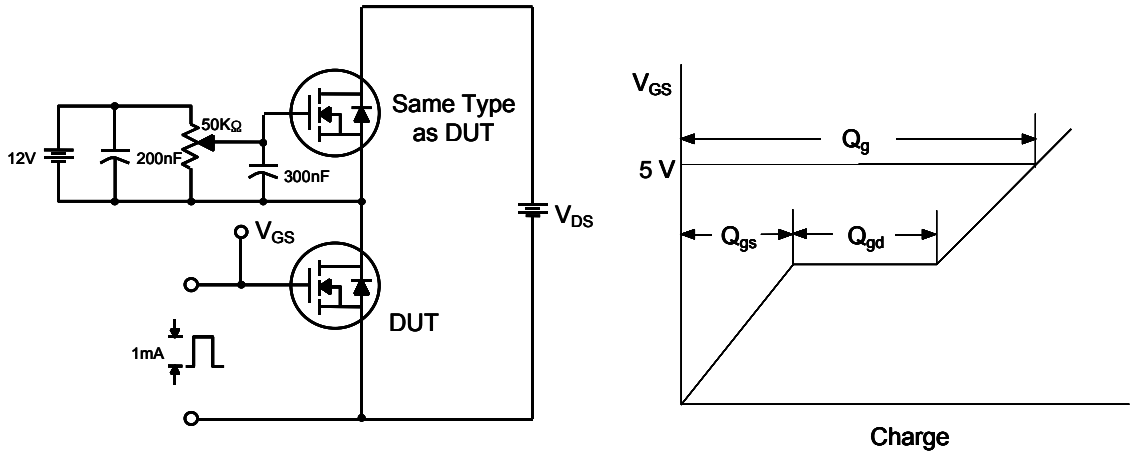 12V
200nF
50KΩ
300nF
Same Type
as DUT
VGS
DUT
1mA
VDS
VGS
5 V
Qg
Qgs
Qgd
Charge